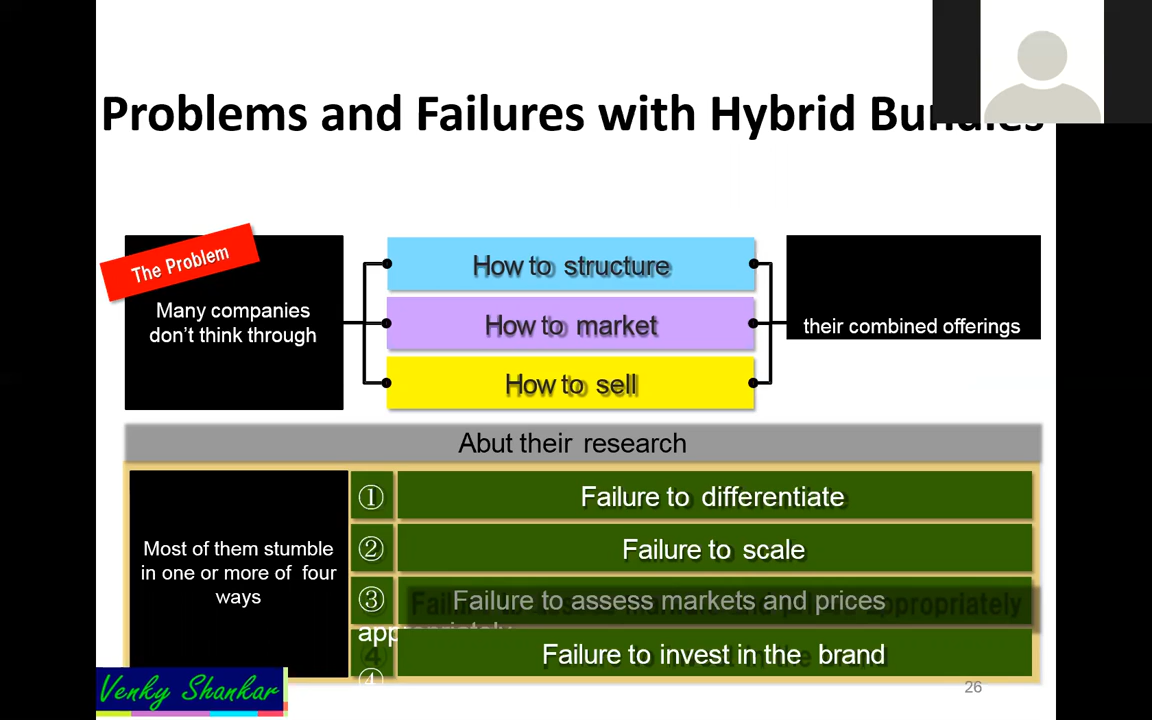 Problems and Failures with Hybrid Bundles
The Problem
Many companies
don't think through
How to structure
How to market
How to sell
their combined offerings
Abut their research
Most of them stumble
in one or more of four
ways
① Failure to differentiate
② Failure to scale
③ Failure to assess markets and prices
appropriately
④ Failure to invest in the brand
Venky Shankar
26